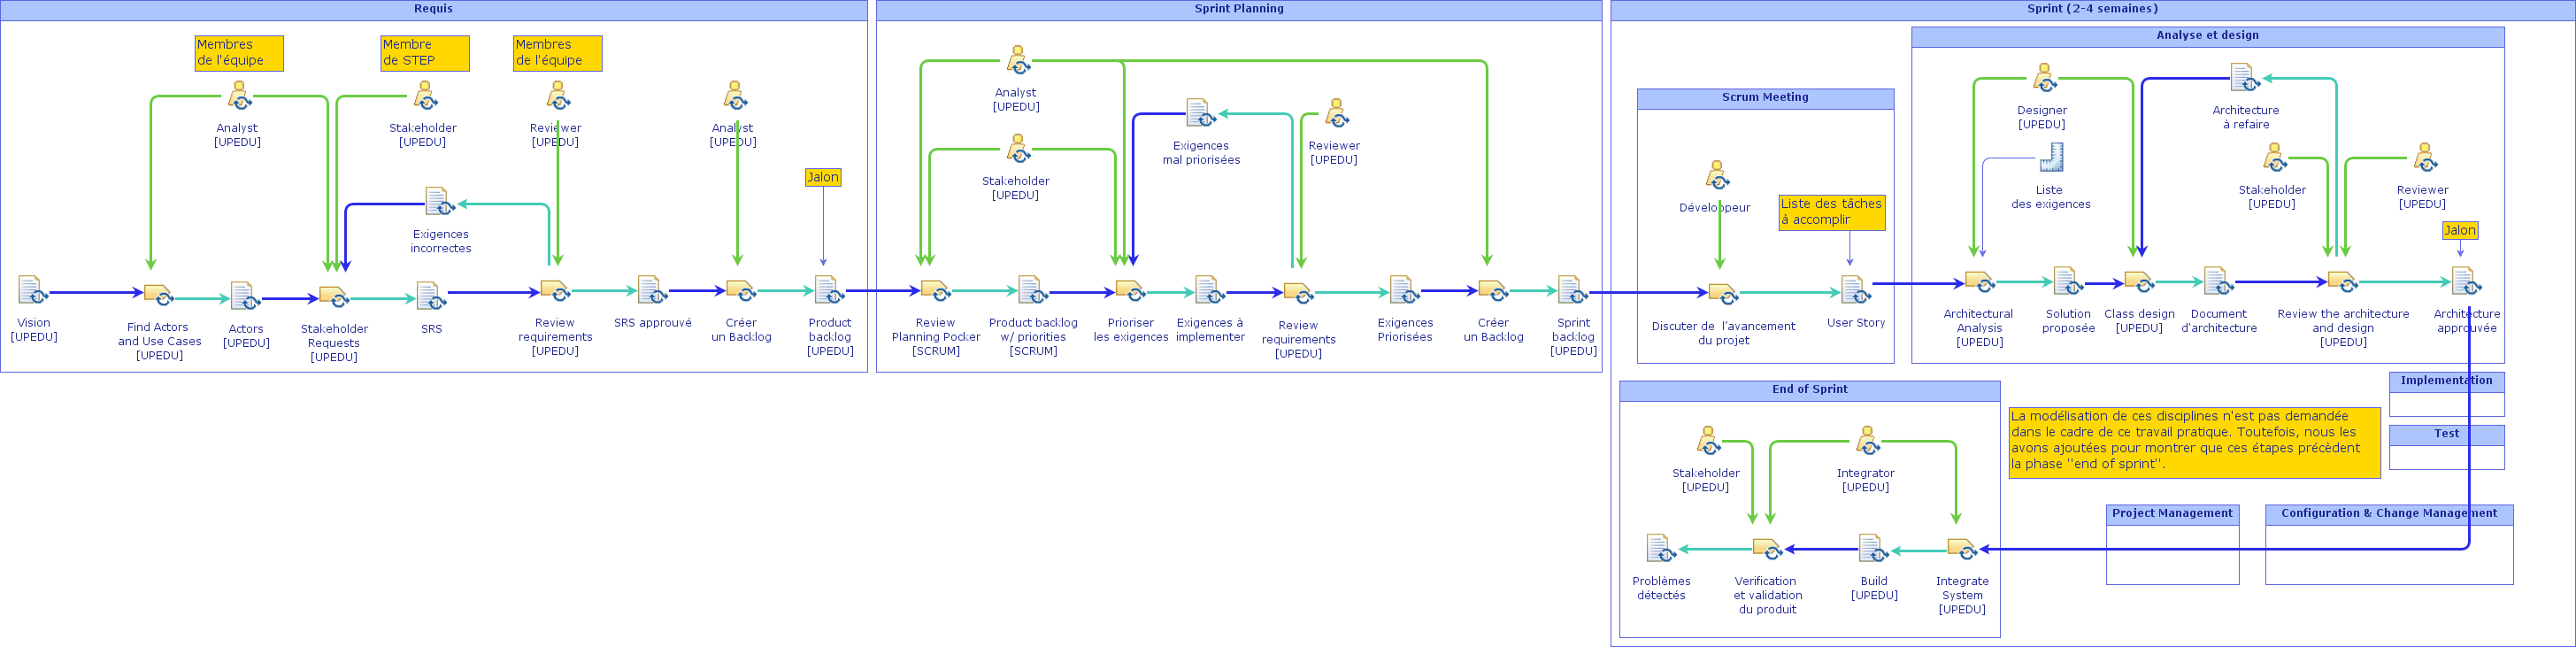 Requis
Membres
de l'équipe
Membre
de STEP
Membres
de l'équipe
Analyst
[UPEDU]
Stakeholder
[UPEDU]
Reviewer
[UPEDU]
Analyst
[UPEDU]
Jalon
Exigences
incorrectes
Vision
[UPEDU]
Find Actors
and Use Cases
[UPEDU]
Actors
[UPEDU]
Stakeholder
Requests
[UPEDU]
SRS
Review
requirements
[UPEDU]
SRS approuvé
Créer
un Backlog
Product
backlog
[UPEDU]
Sprint Planning
Analyst
[UPEDU]
Stakeholder
[UPEDU]
Exigences
mal priorisées
Reviewer
[UPEDU]
Review
Planning Pocker
[SCRUM]
Product backlog
w/ priorities
[SCRUM]
Prioriser
les exigences
Exigences à
implementer
Review
requirements
[UPEDU]
Exigences
Priorisées
Créer
un Backlog
Sprint
backlog
[UPEDU]
Sprint (2-4 semaines)
Scrum Meeting
Développeur
Liste des tâches
à accomplir
Discuter de l'avancement
du projet
User Story
Analyse et design
Designer
[UPEDU]
Architecture
à refaire
Liste
des exigences
Stakeholder
[UPEDU]
Reviewer
[UPEDU]
Jalon
Architectural
Analysis
[UPEDU]
Solution
proposée
Class design
[UPEDU]
Document
d'architecture
Review the architecture
and design
[UPEDU]
Architecture
approuvée
End of Sprint
Stakeholder
[UPEDU]
Integrator
[UPEDU]
Problèmes
détectés
Verification
et validation
du produit
Build
[UPEDU]
Integrate
System
[UPEDU]
La modélisation de ces disciplines n'est pas demandée
dans le cadre de ce travail pratique. Toutefois, nous les
avons ajoutées pour montrer que ces étapes précèdent
la phase "end of sprint".
Implementation
Test
Project Management
Configuration & Change Management